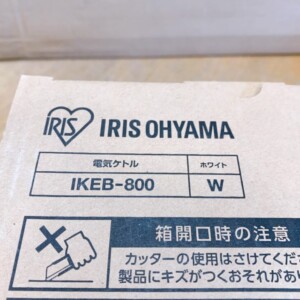 IRIS IRIS OHYAMA
電気ケトル ホワイト
IKEB-800 W
箱開口時の注意
カッターの使用はさけてくださ
製品にキズがつくおそれがあり